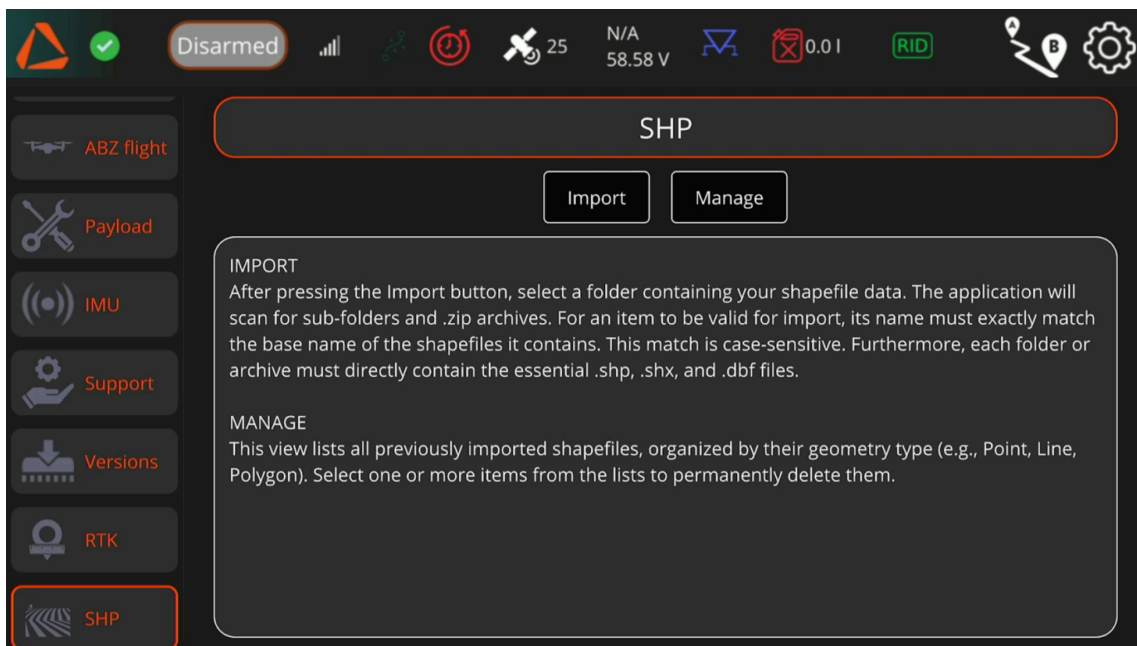 Disarmed
25
N/A
58.58 V
0.0 l
RID
A
B
SHP
Import
Manage
ABZ flight
Payload
IMU
Support
Versions
RTK
SHP
IMPORT
After pressing the Import button, select a folder containing your shapefile data. The application will
scan for sub-folders and .zip archives. For an item to be valid for import, its name must exactly match
the base name of the shapefiles it contains. This match is case-sensitive. Furthermore, each folder or
archive must directly contain the essential .shp, .shx, and .dbf files.
MANAGE
This view lists all previously imported shapefiles, organized by their geometry type (e.g., Point, Line,
Polygon). Select one or more items from the lists to permanently delete them.